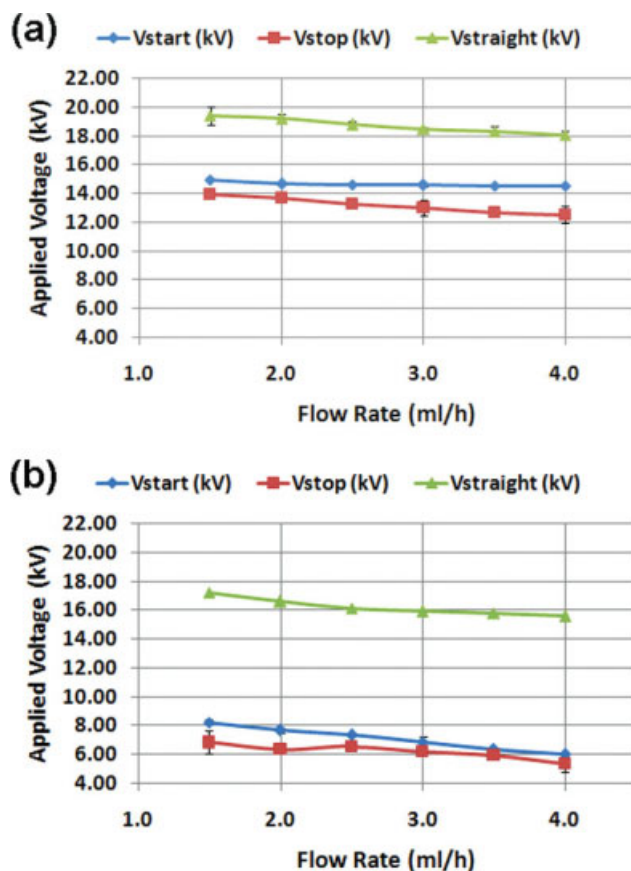 (a)
Vstart (kV) Vstop (kV) Vstraight (kV)
Applied Voltage (kV)
22.00
20.00
18.00
16.00
14.00
12.00
10.00
8.00
6.00
4.00
1.0 2.0 3.0 4.0
Flow Rate (ml/h)
(b)
Vstart (kV) Vstop (kV) Vstraight (kV)
Applied Voltage (kV)
22.00
20.00
18.00
16.00
14.00
12.00
10.00
8.00
6.00
4.00
1.0 2.0 3.0 4.0
Flow Rate (ml/h)